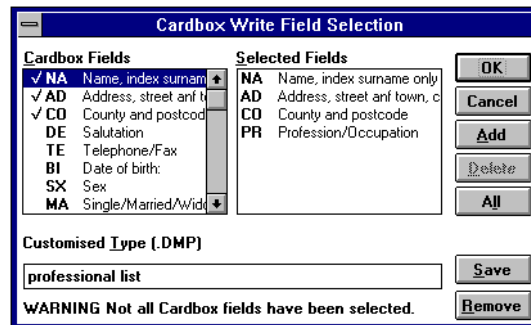 Cardbox Write Field Selection
Cardbox Fields
Selected Fields
✓ NA Name, index surnam
✓ AD Address, street anf t
✓ CO County and postcod
DE Salutation
TE Telephone/Fax
BI Date of birth:
SX Sex
MA Single/Married/Wido
NA Name, index surname only
AD Address, street anf town, c
CO County and postcode
PR Profession/Occupation
OK
Cancel
Add
Delete
All
Customised Type (.DMP)
professional list
Save
WARNING Not all Cardbox fields have been selected.
Remove